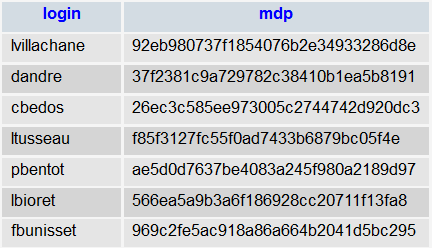 login mdp
lvillachane 92eb980737f1854076b2e34933286d8e
dandre 37f2381c9a729782c38410b1ea5b8191
cbedos 26ec3c585ee973005c2744742d920dc3
ltusseau f85f3127fc55f0ad7433b6879bc05f4e
pbentot ae5d0d7637be4083a245f980a2189d97
lbioret 566ea5a9b3a6f186928cc20711f13fa8
fbunisset 969c2fe5ac918a86a664b2041d5bc295